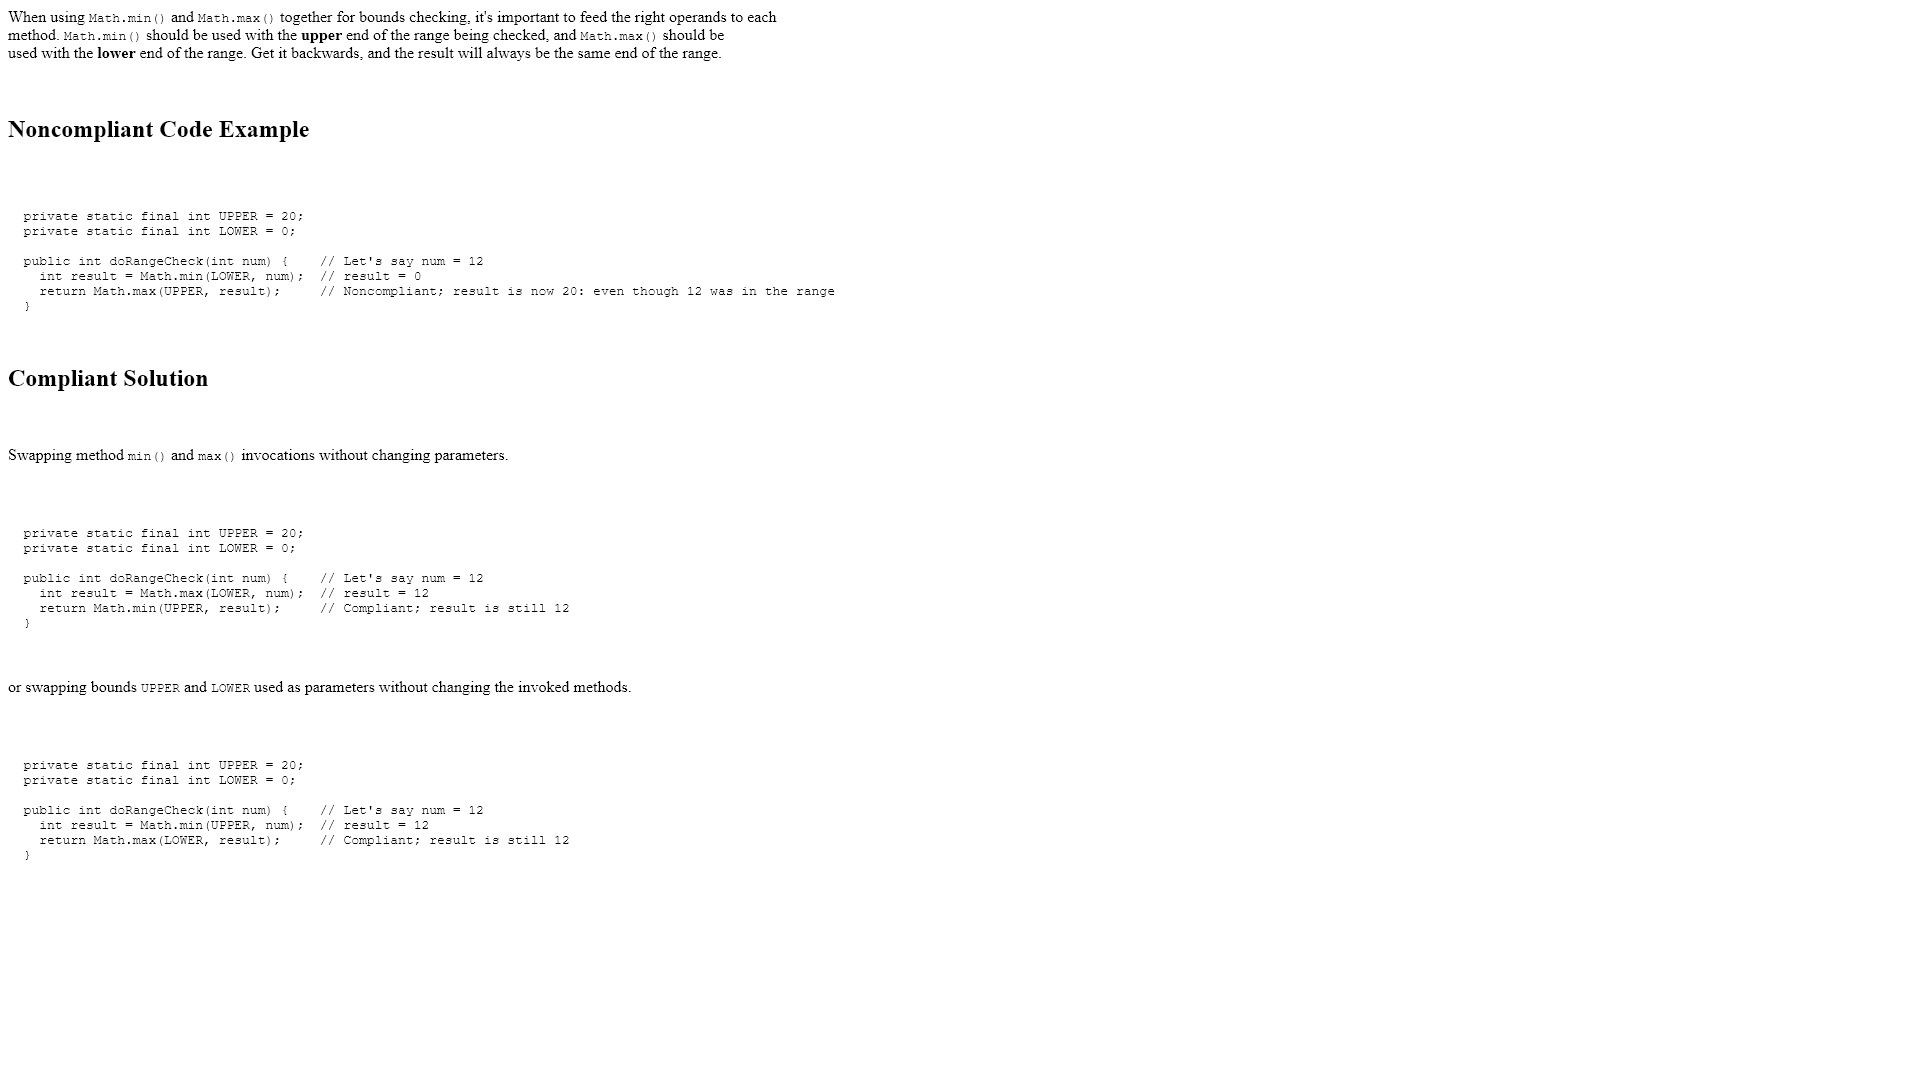 When using Math.min() and Math.max() together for bounds checking, it's important to feed the right operands to each
method. Math.min() should be used with the upper end of the range being checked, and Math.max() should be
used with the lower end of the range. Get it backwards, and the result will always be the same end of the range.
Noncompliant Code Example
private static final int UPPER = 20;
private static final int LOWER = 0;
public int doRangeCheck(int num) {    // Let's say num = 12
  int result = Math.min(LOWER, num);  // result = 0
  return Math.max(UPPER, result);     // Noncompliant; result is now 20: even though 12 was in the range
}
Compliant Solution
Swapping method min() and max() invocations without changing parameters.
private static final int UPPER = 20;
private static final int LOWER = 0;
public int doRangeCheck(int num) {    // Let's say num = 12
  int result = Math.max(LOWER, num);  // result = 12
  return Math.min(UPPER, result);     // Compliant; result is still 12
}
or swapping bounds UPPER and LOWER used as parameters without changing the invoked methods.
private static final int UPPER = 20;
private static final int LOWER = 0;
public int doRangeCheck(int num) {    // Let's say num = 12
  int result = Math.min(UPPER, num);  // result = 12
  return Math.max(LOWER, result);     // Compliant; result is still 12
}